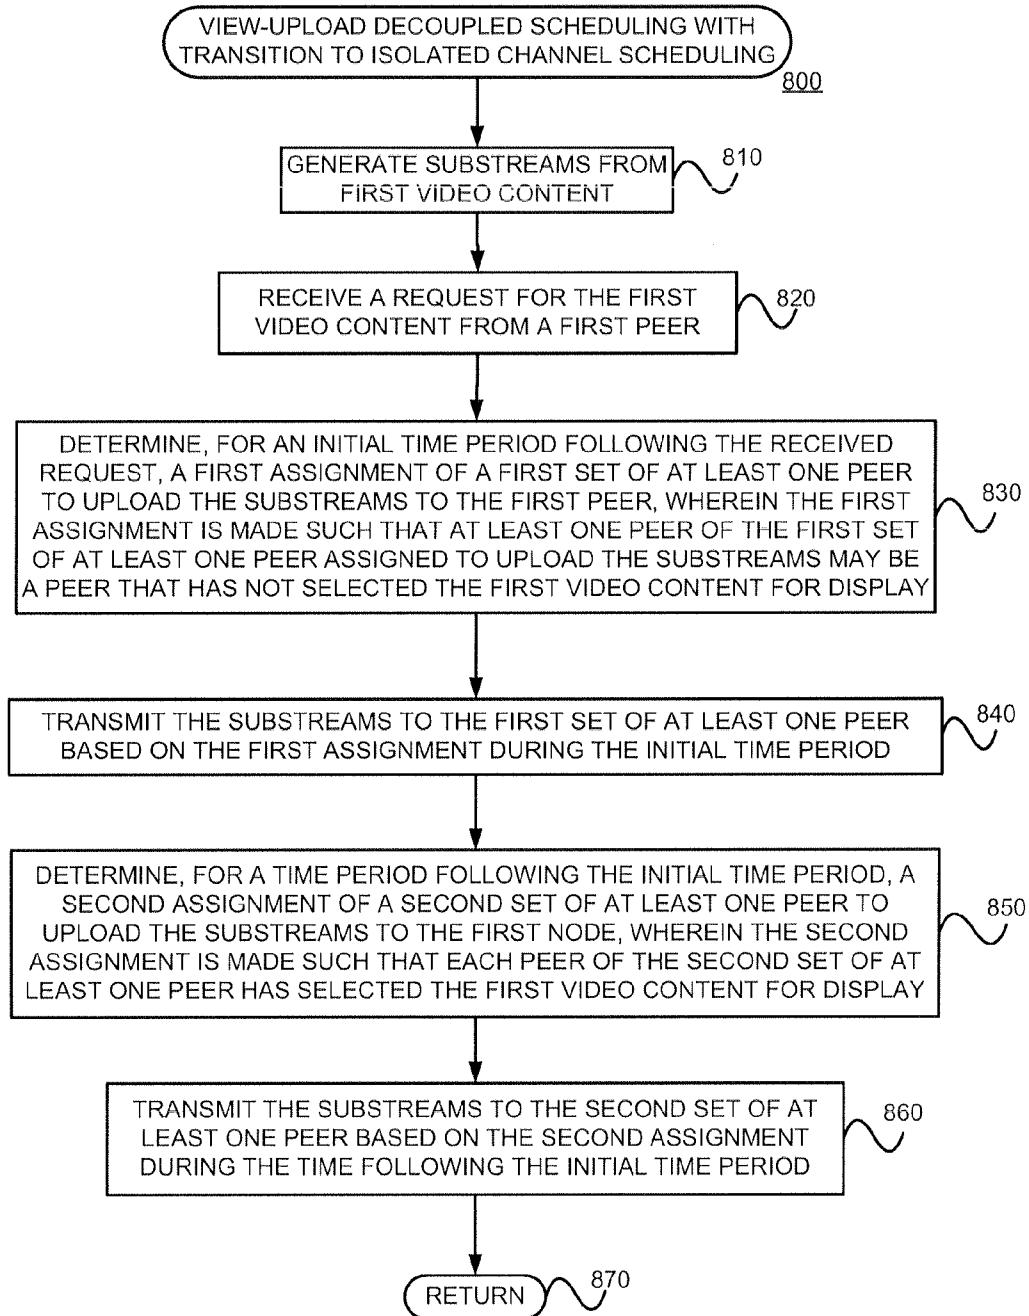 VIEW-UPLOAD DECOUPLED SCHEDULING WITH
TRANSITION TO ISOLATED CHANNEL SCHEDULING
800
GENERATE SUBSTREAMS FROM
FIRST VIDEO CONTENT
810
RECEIVE A REQUEST FOR THE FIRST
VIDEO CONTENT FROM A FIRST PEER
820
DETERMINE, FOR AN INITIAL TIME PERIOD FOLLOWING THE RECEIVED
REQUEST, A FIRST ASSIGNMENT OF A FIRST SET OF AT LEAST ONE PEER
TO UPLOAD THE SUBSTREAMS TO THE FIRST PEER, WHEREIN THE FIRST
ASSIGNMENT IS MADE SUCH THAT AT LEAST ONE PEER OF THE FIRST SET
OF AT LEAST ONE PEER ASSIGNED TO UPLOAD THE SUBSTREAMS MAY BE
A PEER THAT HAS NOT SELECTED THE FIRST VIDEO CONTENT FOR DISPLAY
830
TRANSMIT THE SUBSTREAMS TO THE FIRST SET OF AT LEAST ONE PEER
BASED ON THE FIRST ASSIGNMENT DURING THE INITIAL TIME PERIOD
840
DETERMINE, FOR A TIME PERIOD FOLLOWING THE INITIAL TIME PERIOD, A
SECOND ASSIGNMENT OF A SECOND SET OF AT LEAST ONE PEER TO
UPLOAD THE SUBSTREAMS TO THE FIRST NODE, WHEREIN THE SECOND
ASSIGNMENT IS MADE SUCH THAT EACH PEER OF THE SECOND SET OF AT
LEAST ONE PEER HAS SELECTED THE FIRST VIDEO CONTENT FOR DISPLAY
850
TRANSMIT THE SUBSTREAMS TO THE SECOND SET OF AT
LEAST ONE PEER BASED ON THE SECOND ASSIGNMENT
DURING THE TIME FOLLOWING THE INITIAL TIME PERIOD
860
RETURN
870